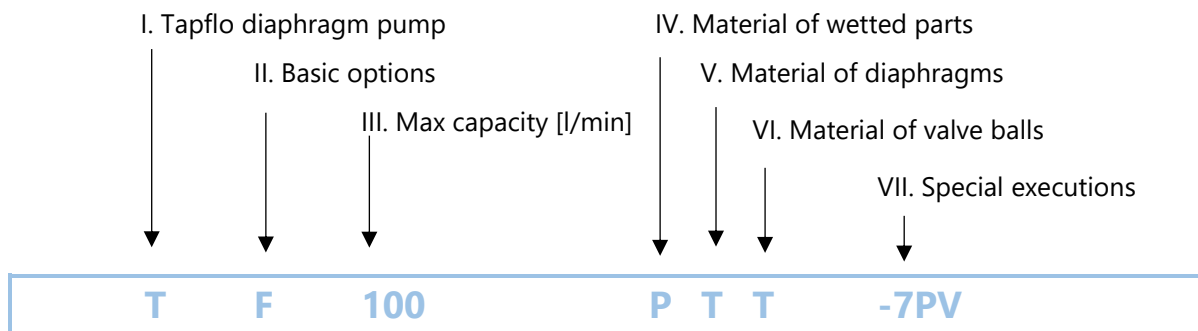 I. Tapflo diaphragm pump
IV. Material of wetted parts
II. Basic options
V. Material of diaphragms
III. Max capacity [l/min]
VI. Material of valve balls
VII. Special executions
T F 100 P T T -7PV